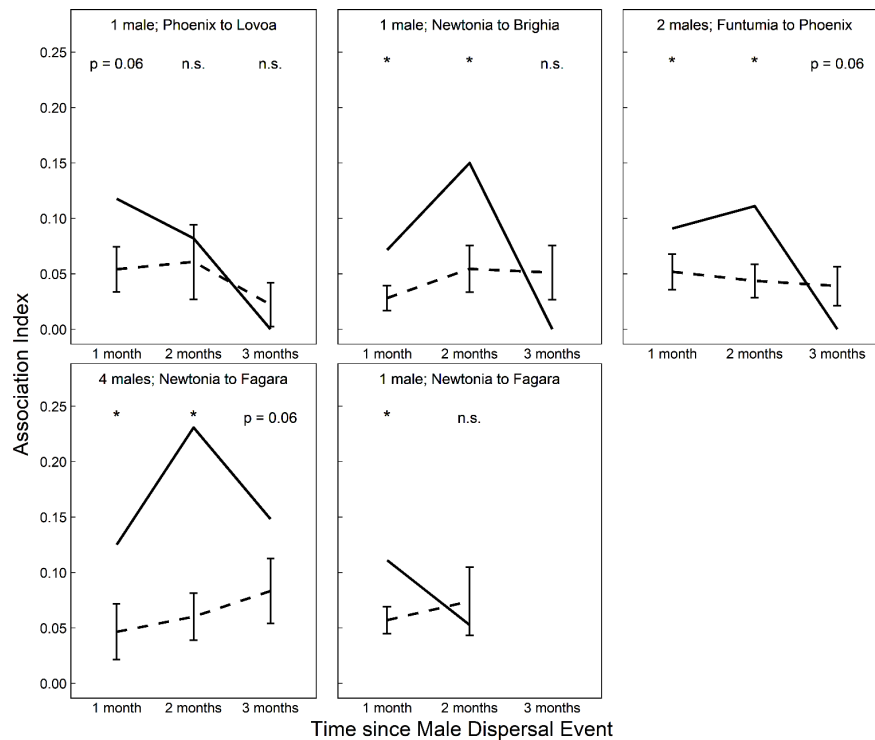 1 male; Phoenix to Lovoa
p = 0.06 n.s. n.s.
0.25
0.20
0.15
0.10
0.05
0.00
1 month 2 months 3 months
1 male; Newtonia to Brighia
* * n.s.
1 month 2 months 3 months
2 males; Funtumia to Phoenix
* * p = 0.06
1 month 2 months 3 months
4 males; Newtonia to Fagara
* * p = 0.06
0.25
0.20
0.15
0.10
0.05
0.00
1 month 2 months 3 months
1 male; Newtonia to Fagara
* n.s.
1 month 2 months 3 months
Association Index
Time since Male Dispersal Event